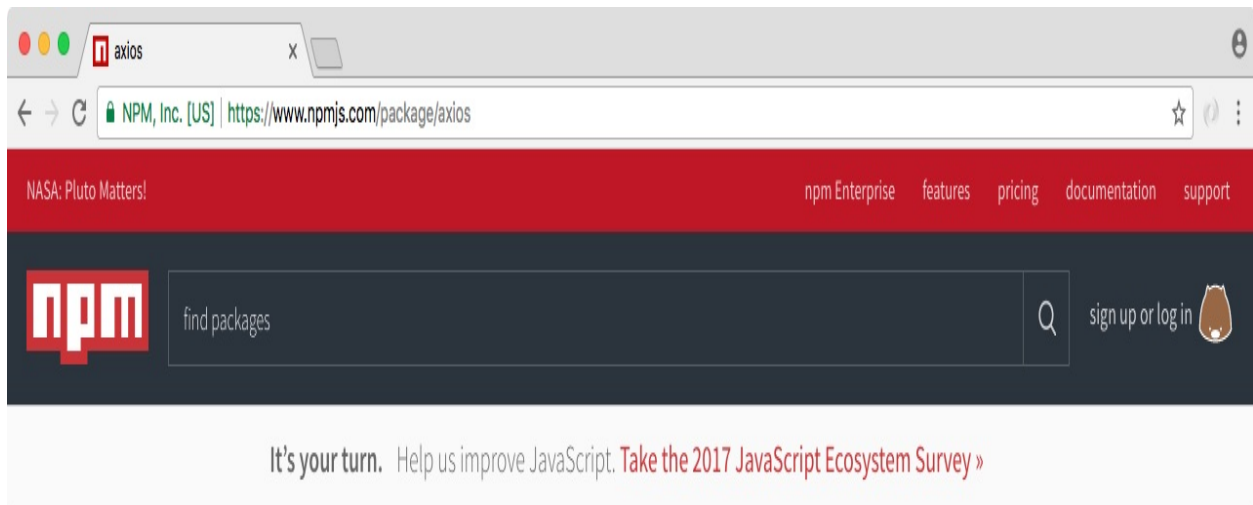 axios
NPM, Inc. [US] https://www.npmjs.com/package/axios
NASA: Pluto Matters! npm Enterprise features pricing documentation support
npm find packages sign up or log in
It's your turn. Help us improve JavaScript. Take the 2017 JavaScript Ecosystem Survey »